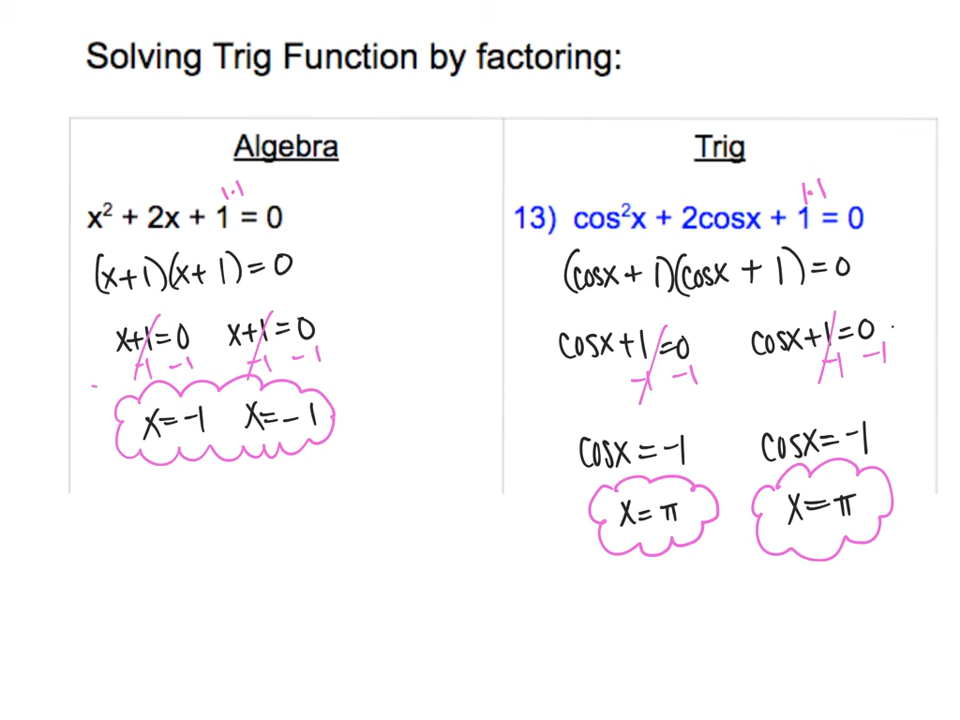 Solving Trig Function by factoring:
Algebra
1·1
x² + 2x + 1 = 0
(x+1)(x+1)=0
x+1=0 x+1=0
-1 -1 -1 -1
x=-1 x=-1
Trig
1·1
13) cos²x + 2cosx + 1 = 0
(cosx+1)(cosx+1)=0
cosx+1=0 cosx+1=0
-1 -1 -1 -1
cosx=-1 cosx=-1
x=π x=π